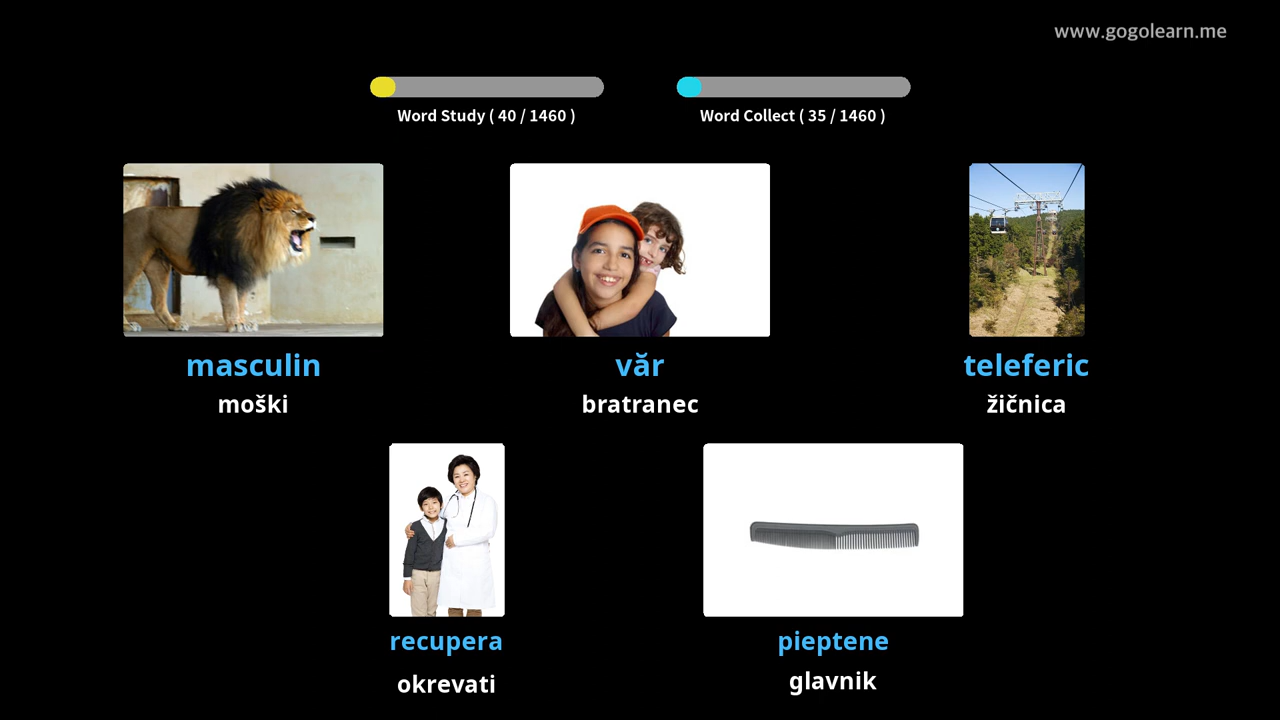 www.gogolearn.me
Word Study ( 40 / 1460 )
Word Collect ( 35 / 1460 )
masculin
moški
văr
bratranec
teleferic
žičnica
recupera
okrevati
pieptene
glavnik